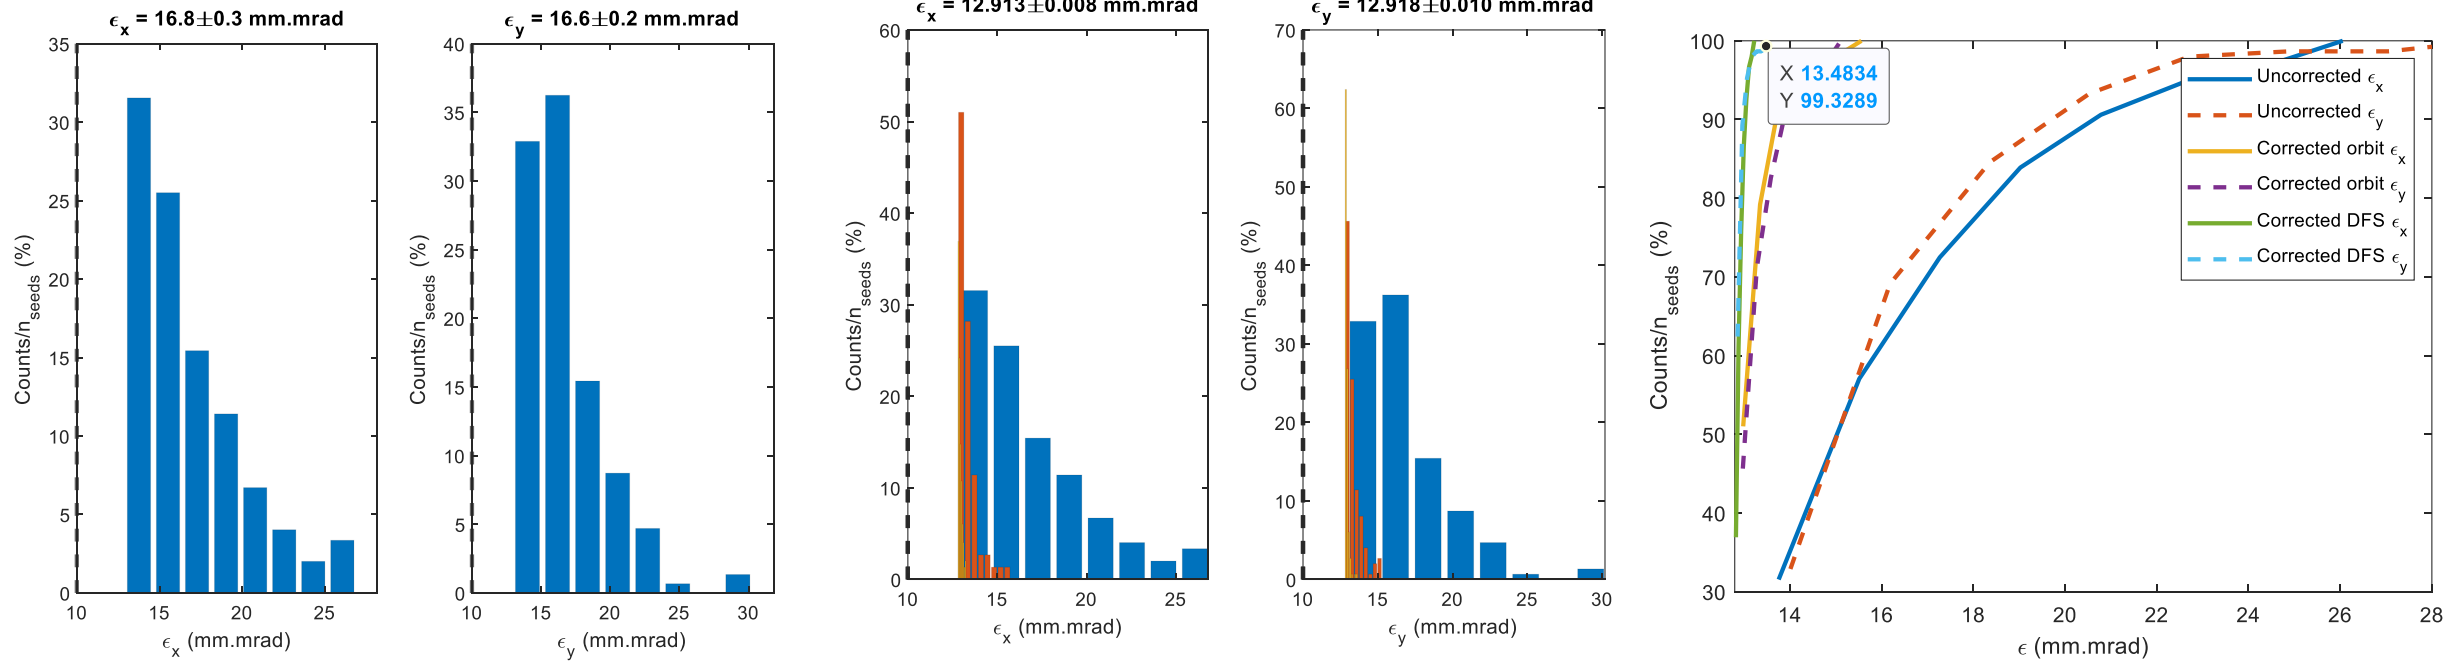 ϵx = 16.8±0.3 mm.mrad
35
30
25
20
15
10
5
0
10 15 20 25
Counts/nseeds (%)
ϵx (mm.mrad)
ϵy = 16.6±0.2 mm.mrad
40
35
30
25
20
15
10
5
0
10 15 20 25 30
Counts/nseeds (%)
ϵy (mm.mrad)
ϵx = 12.913±0.008 mm.mrad
60
50
40
30
20
10
0
10 15 20 25
Counts/nseeds (%)
ϵx (mm.mrad)
ϵy = 12.918±0.010 mm.mrad
70
60
50
40
30
20
10
0
10 15 20 25 30
Counts/nseeds (%)
ϵy (mm.mrad)
100
90
80
70
60
50
40
30
14 16 18 20 22 24 26 28
Counts/nseeds (%)
ϵ (mm.mrad)
X 13.4834
Y 99.3289
Uncorrected ϵx
Uncorrected ϵy
Corrected orbit ϵx
Corrected orbit ϵy
Corrected DFS ϵx
Corrected DFS ϵy